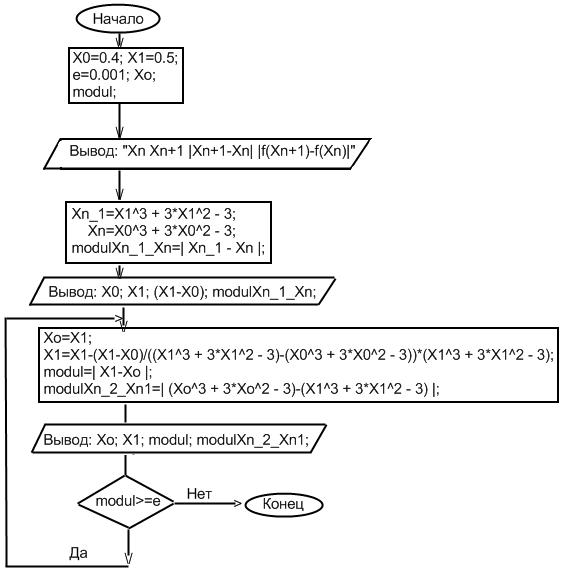 Начало
X0=0.4; X1=0.5;
e=0.001; Xo;
modul;
Вывод: "Xn Xn+1 |Xn+1-Xn| |f(Xn+1)-f(Xn)|"
Xn_1=X1^3 + 3*X1^2 - 3;
Xn=X0^3 + 3*X0^2 - 3;
modulXn_1_Xn=| Xn_1 - Xn |;
Вывод: X0; X1; (X1-X0); modulXn_1_Xn;
Xo=X1;
X1=X1-(X1-X0)/((X1^3 + 3*X1^2 - 3)-(X0^3 + 3*X0^2 - 3))*(X1^3 + 3*X1^2 - 3);
modul=| X1-Xo |;
modulXn_2_Xn1=| (Xo^3 + 3*Xo^2 - 3)-(X1^3 + 3*X1^2 - 3) |;
Вывод: Xo; X1; modul; modulXn_2_Xn1;
modul>=e
Нет
Конец
Да